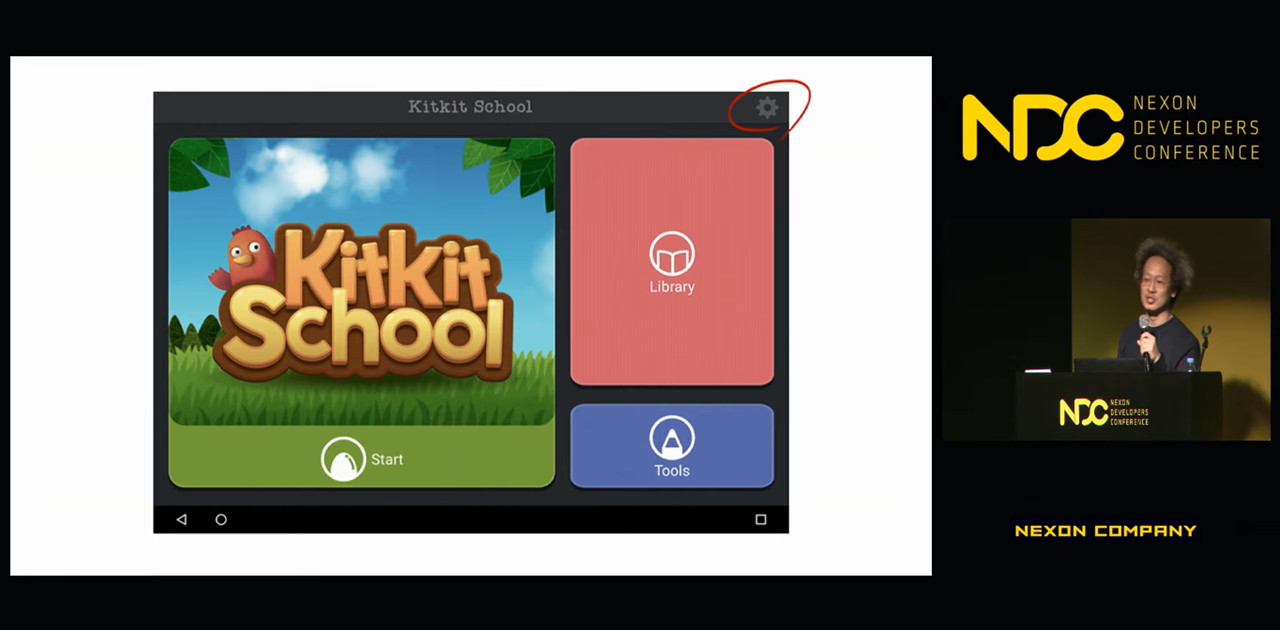 Kitkit School
Kitkit
School
Library
Start
Tools
NDC
NEXON
DEVELOPERS
CONFERENCE
NDC
NEXON
DEVELOPERS
CONFERENCE
NEXON COMPANY